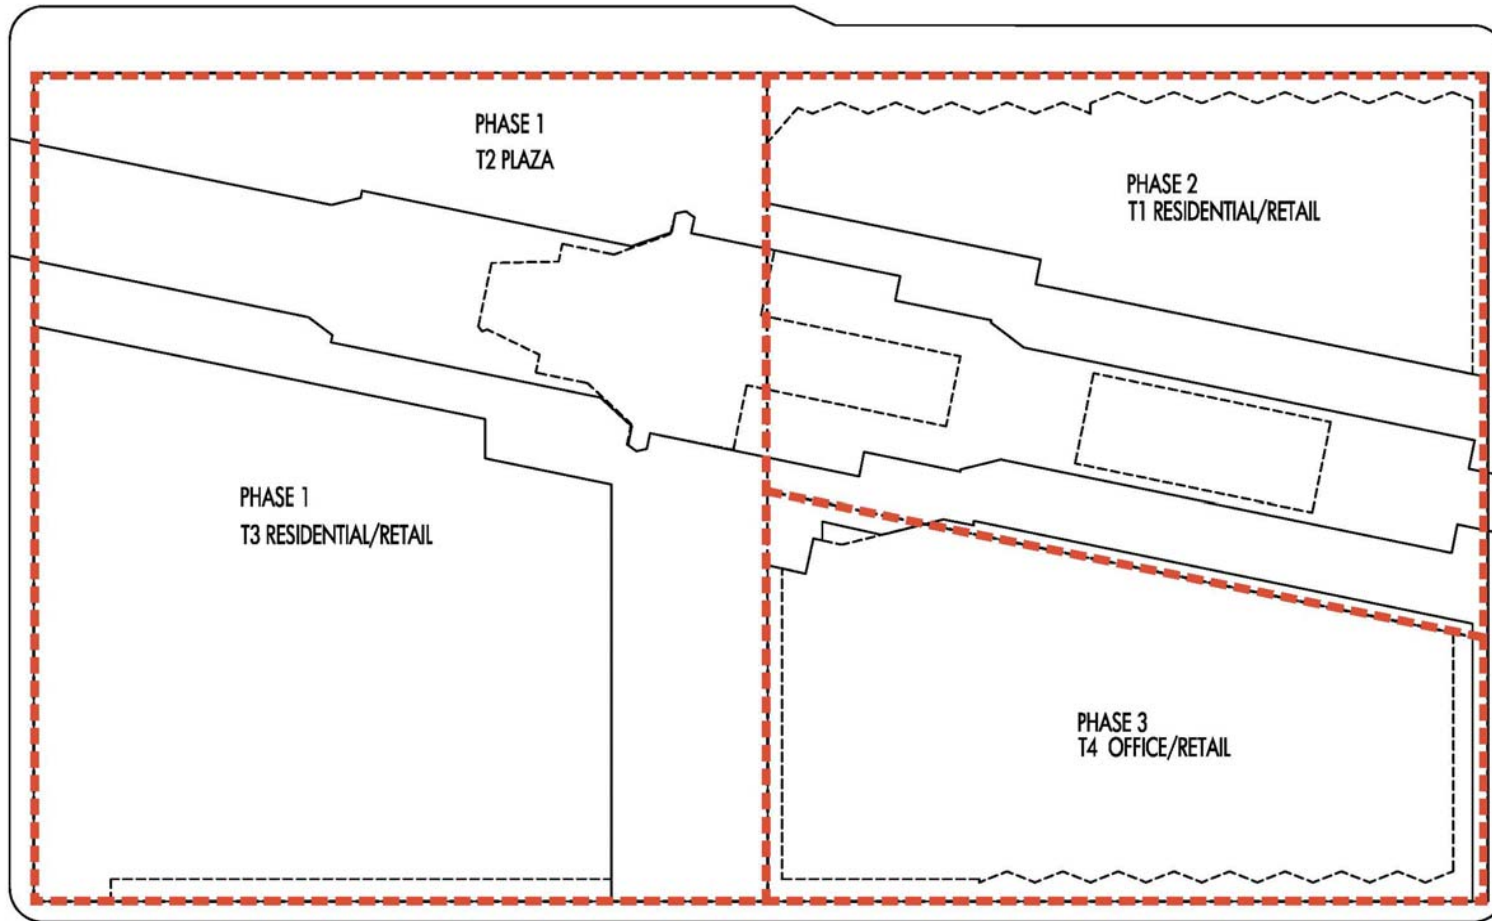 PHASE 1
T2 PLAZA
PHASE 2
T1 RESIDENTIAL/RETAIL
PHASE 1
T3 RESIDENTIAL/RETAIL
PHASE 3
T4 OFFICE/RETAIL